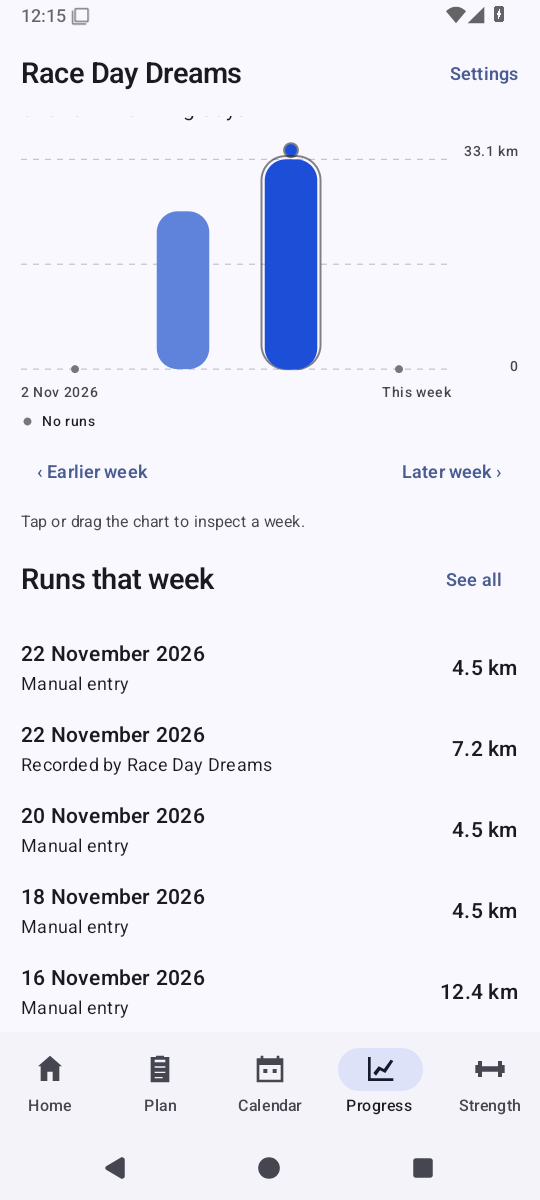 12:15
Race Day Dreams
Settings
33.1 km
0
2 Nov 2026
This week
No runs
‹ Earlier week
Later week ›
Tap or drag the chart to inspect a week.
Runs that week
See all
22 November 2026
4.5 km
Manual entry
22 November 2026
7.2 km
Recorded by Race Day Dreams
20 November 2026
4.5 km
Manual entry
18 November 2026
4.5 km
Manual entry
16 November 2026
12.4 km
Manual entry
Home
Plan
Calendar
Progress
Strength